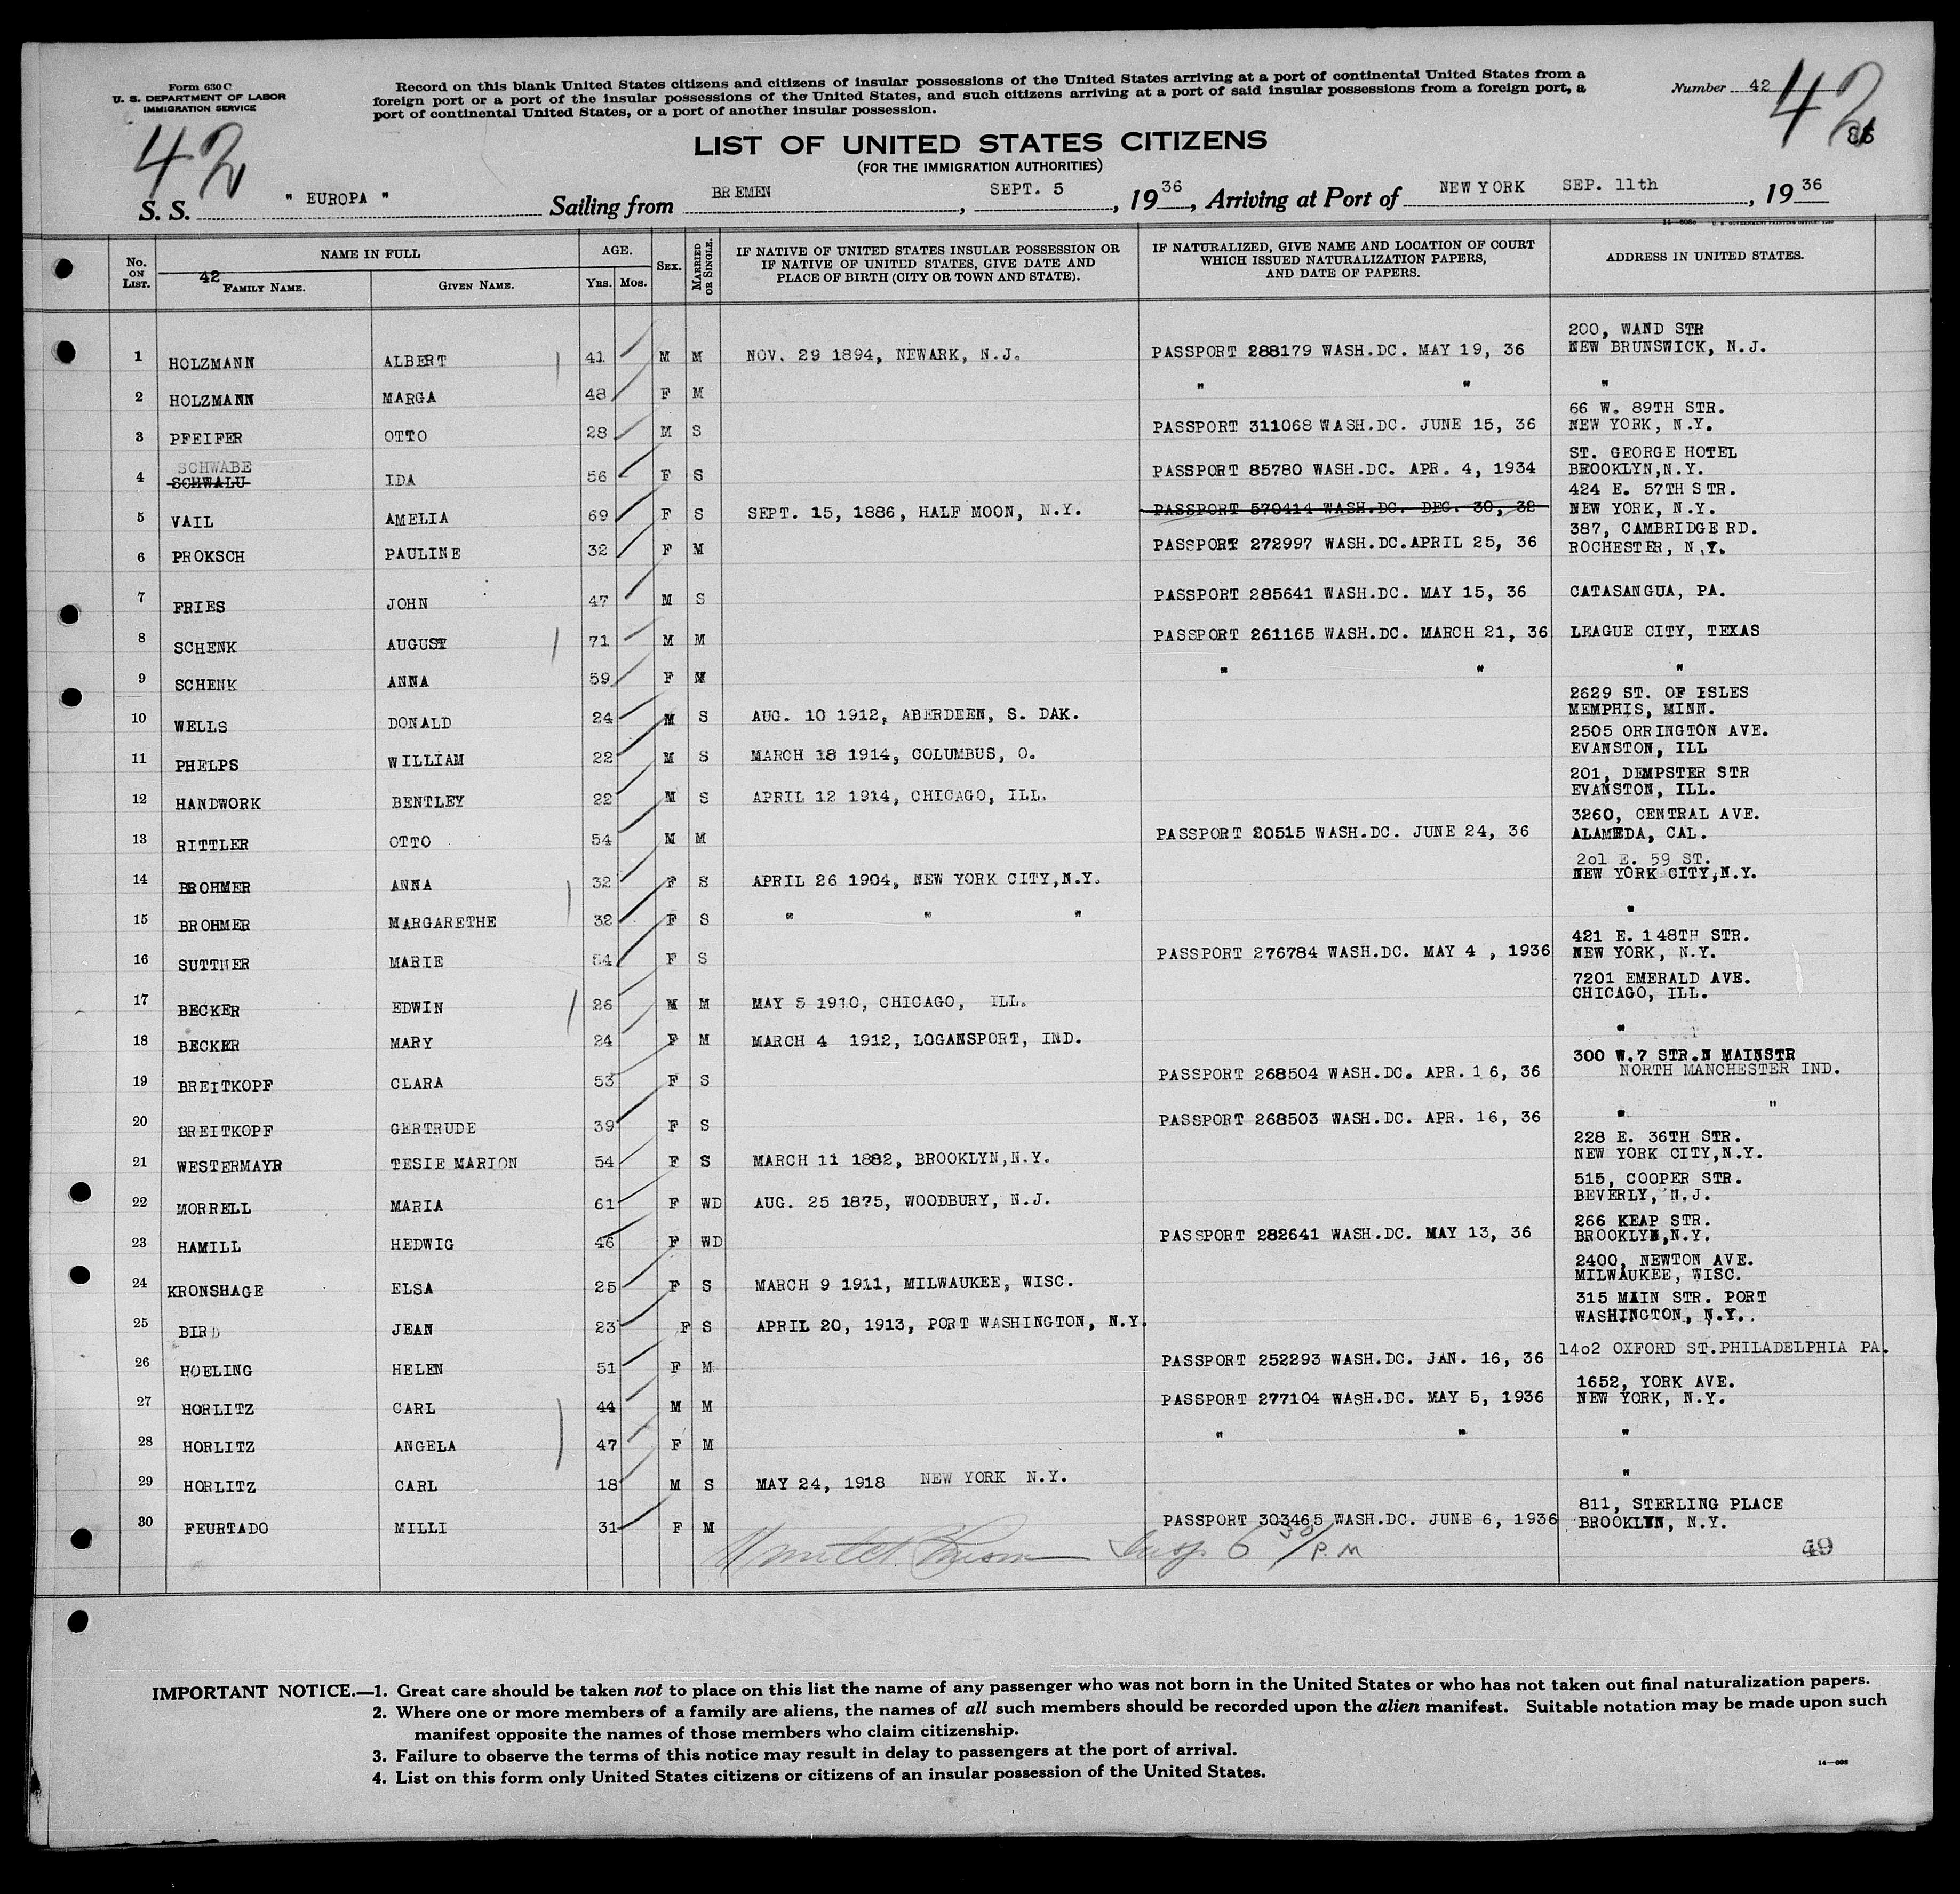 Form 630 C
U. S. DEPARTMENT OF LABOR
IMMIGRATION SERVICE
Record on this blank United States citizens and citizens of insular possessions of the United States arriving at a port of continental United States from a
foreign port or a port of the insular possessions of the United States, and such citizens arriving at a port of said insular possessions from a foreign port, a
port of continental United States, or a port of another insular possession.
Number 42
42
42
LIST OF UNITED STATES CITIZENS
(FOR THE IMMIGRATION AUTHORITIES)
S. S. " EUROPA " Sailing from BREMEN, SEPT. 5, 1936, Arriving at Port of NEW YORK SEP. 11th, 1936
No. ON LIST. NAME IN FULL 42 FAMILY NAME. GIVEN NAME. AGE. YRS. MOS. SEX. MARRIED OR SINGLE. IF NATIVE OF UNITED STATES INSULAR POSSESSION OR IF NATIVE OF UNITED STATES, GIVE DATE AND PLACE OF BIRTH (CITY OR TOWN AND STATE). IF NATURALIZED, GIVE NAME AND LOCATION OF COURT WHICH ISSUED NATURALIZATION PAPERS, AND DATE OF PAPERS. ADDRESS IN UNITED STATES.
1 HOLZMANN ALBERT 41 M M NOV. 29 1894, NEWARK, N.J. PASSPORT 288179 WASH.DC. MAY 19, 36 200, WAND STR NEW BRUNSWICK, N.J.
2 HOLZMANN MARGA 48 F M " " "
3 PFEIFER OTTO 28 M S PASSPORT 311068 WASH.DC. JUNE 15, 36 66 W. 89TH STR. NEW YORK, N.Y.
4 SCHWABE SCHWALU IDA 56 F S PASSPORT 85780 WASH.DC. APR. 4, 1934 ST. GEORGE HOTEL BROOKLYN,N.Y.
5 VAIL AMELIA 69 F S SEPT. 15, 1886, HALF MOON, N.Y. PASSPORT 570414 WASH.DC. DEC. 30, 32 424 E. 57TH STR. NEW YORK, N.Y.
6 PROKSCH PAULINE 32 F M PASSPORT 272997 WASH.DC.APRIL 25, 36 387, CAMBRIDGE RD. ROCHESTER, N.Y.
7 FRIES JOHN 47 M S PASSPORT 285641 WASH.DC. MAY 15, 36 CATASANGUA, PA.
8 SCHENK AUGUST 71 M M PASSPORT 261165 WASH.DC. MARCH 21, 36 LEAGUE CITY, TEXAS
9 SCHENK ANNA 59 F M " " "
10 WELLS DONALD 24 M S AUG. 10 1912, ABERDEEN, S. DAK. 2629 ST. OF ISLES MEMPHIS, MINN.
11 PHELPS WILLIAM 22 M S MARCH 18 1914, COLUMBUS, O. 2505 ORRINGTON AVE. EVANSTON, ILL
12 HANDWORK BENTLEY 22 M S APRIL 12 1914, CHICAGO, ILL. 201, DEMPSTER STR EVANSTON, ILL.
13 RITTLER OTTO 54 M M PASSPORT 20515 WASH.DC. JUNE 24, 36 3260, CENTRAL AVE. ALAMEDA, CAL.
14 BROHMER ANNA 32 F S APRIL 26 1904, NEW YORK CITY,N.Y. 2o1 E. 59 ST. NEW YORK CITY,N.Y.
15 BROHMER MARGARETHE 32 F S " " " "
16 SUTTNER MARIE 54 F S PASSPORT 276784 WASH.DC. MAY 4 , 1936 421 E. 148TH STR. NEW YORK, N.Y.
17 BECKER EDWIN 26 M M MAY 5 1910, CHICAGO, ILL. 7201 EMERALD AVE. CHICAGO, ILL.
18 BECKER MARY 24 F M MARCH 4 1912, LOGANSPORT, IND. "
19 BREITKOPF CLARA 53 F S PASSPORT 268504 WASH.DC. APR. 16, 36 300 W.7 STR.N MAINSTR NORTH MANCHESTER IND.
20 BREITKOPF GERTRUDE 39 F S PASSPORT 268503 WASH.DC. APR. 16, 36 " "
21 WESTERMAYR TESIE MARION 54 F S MARCH 11 1882, BROOKLYN,N.Y. 228 E. 36TH STR. NEW YORK CITY,N.Y.
22 MORRELL MARIA 61 F WD AUG. 25 1875, WOODBURY, N.J. 515, COOPER STR. BEVERLY, N.J.
23 HAMILL HEDWIG 46 F WD PASSPORT 282641 WASH.DC. MAY 13, 36 266 KEAP STR. BROOKLYN,N.Y.
24 KRONSHAGE ELSA 25 F S MARCH 9 1911, MILWAUKEE, WISC. 2400, NEWTON AVE. MILWAUKEE, WISC.
25 BIRD JEAN 23 F S APRIL 20, 1913, PORT WASHINGTON, N.Y. 315 MAIN STR. PORT WASHINGTON, N.Y..
26 HOELING HELEN 51 F M PASSPORT 252293 WASH.DC. JAN. 16, 36 14o2 OXFORD ST.PHILADELPHIA PA.
27 HORLITZ CARL 44 M M PASSPORT 277104 WASH.DC. MAY 5, 1936 1652, YORK AVE. NEW YORK, N.Y.
28 HORLITZ ANGELA 47 F M " " "
29 HORLITZ CARL 18 M S MAY 24, 1918 NEW YORK N.Y. "
30 FEURTADO MILLI 31 F M PASSPORT 303465 WASH.DC. JUNE 6, 1936 811, STERLING PLACE BROOKLYN, N.Y.
Insp. 6 30/P.M
49
IMPORTANT NOTICE.—1. Great care should be taken not to place on this list the name of any passenger who was not born in the United States or who has not taken out final naturalization papers.
2. Where one or more members of a family are aliens, the names of all such members should be recorded upon the alien manifest. Suitable notation may be made upon such
manifest opposite the names of those members who claim citizenship.
3. Failure to observe the terms of this notice may result in delay to passengers at the port of arrival.
4. List on this form only United States citizens or citizens of an insular possession of the United States.